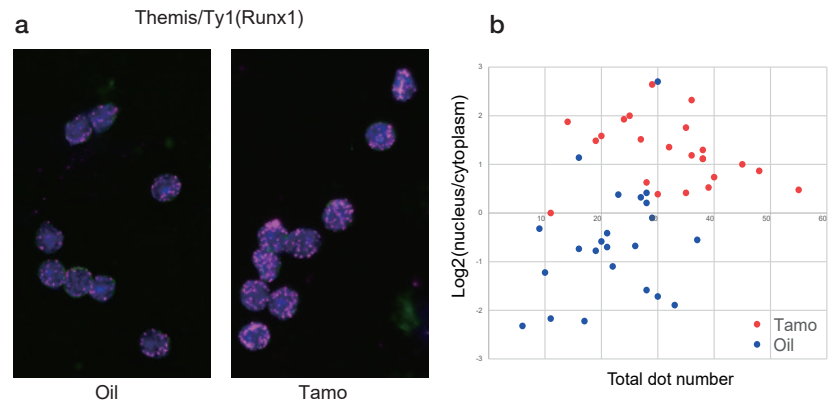 a
Themis/Ty1(Runx1)
Oil
Tamo
b
Log2(nucleus/cytoplasm)
3
2
1
0
-1
-2
-3
10
20
30
40
50
60
Tamo
Oil
Total dot number